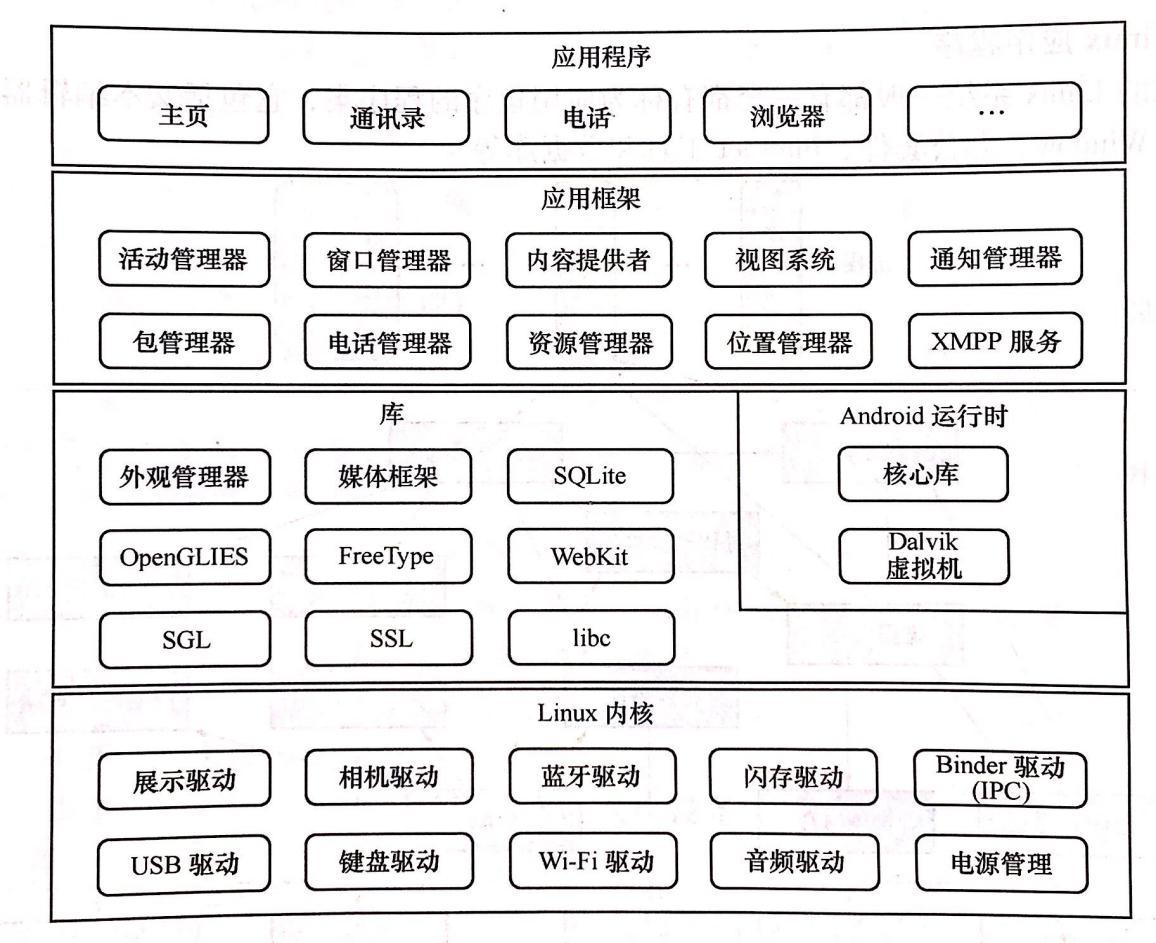 应用程序
主页
通讯录
电话
浏览器
…
应用框架
活动管理器
窗口管理器
内容提供者
视图系统
通知管理器
包管理器
电话管理器
资源管理器
位置管理器
XMPP 服务
库
外观管理器
媒体框架
SQLite
OpenGLIES
FreeType
WebKit
SGL
SSL
libc
Android 运行时
核心库
Dalvik
虚拟机
Linux 内核
展示驱动
相机驱动
蓝牙驱动
闪存驱动
Binder 驱动
(IPC)
USB 驱动
键盘驱动
Wi-Fi 驱动
音频驱动
电源管理